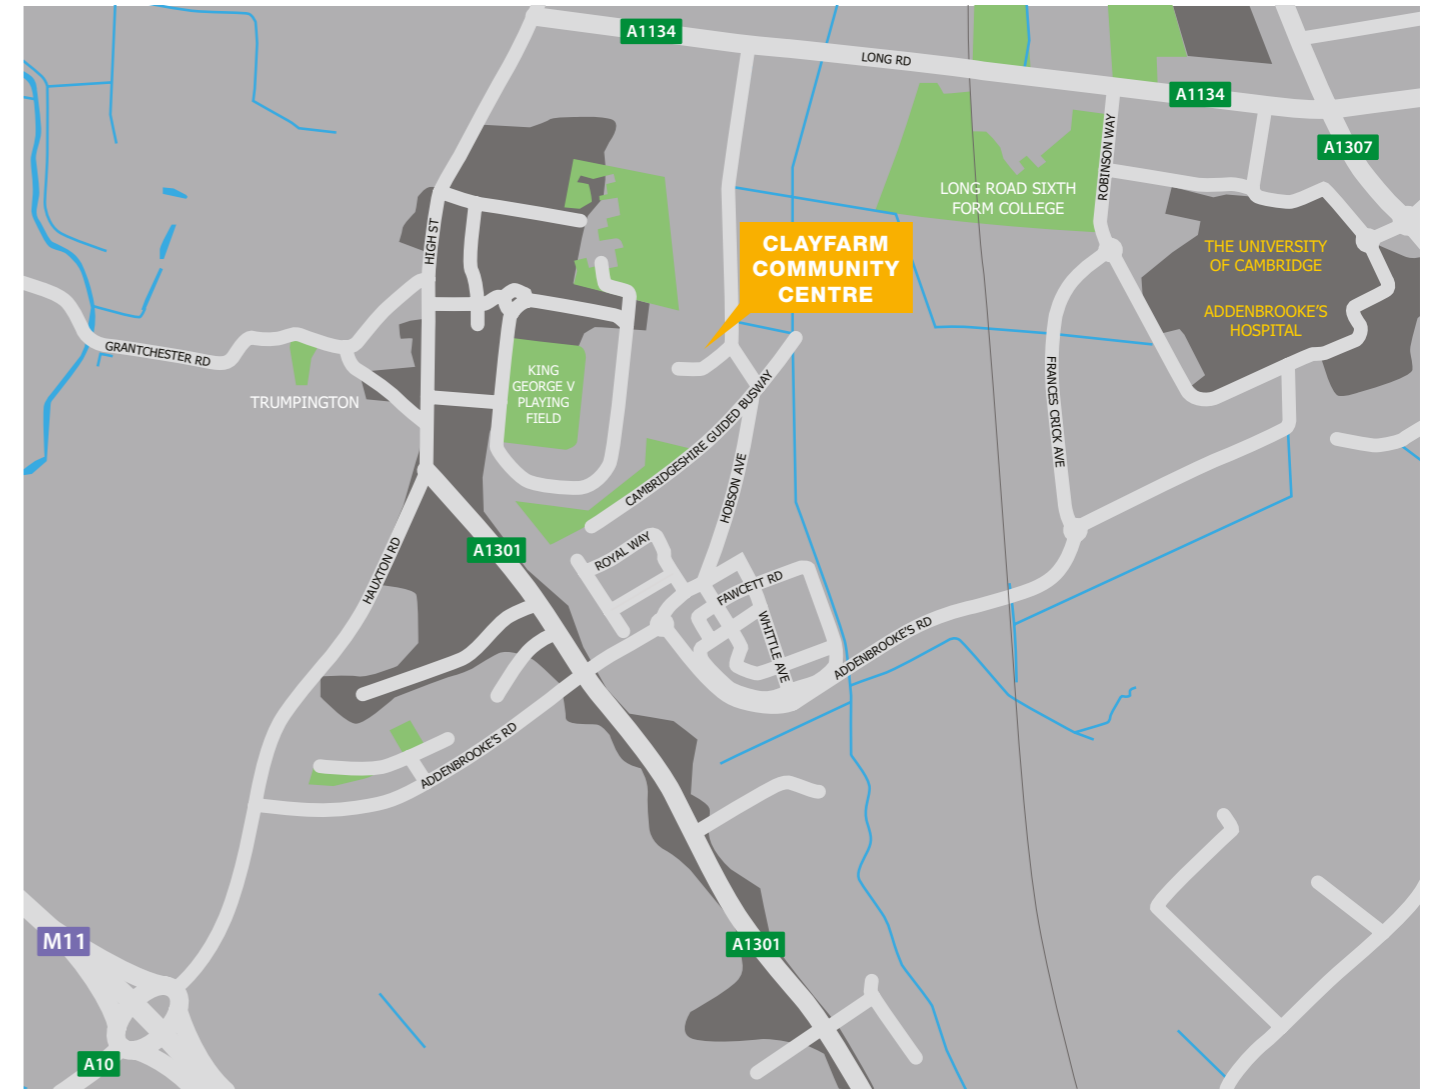 A1134
LONG RD
A1134
A1307
ROBINSON WAY
LONG ROAD SIXTH
FORM COLLEGE
HIGH ST
CLAYFARM
COMMUNITY
CENTRE
THE UNIVERSITY
OF CAMBRIDGE
ADDENBROOKE'S
HOSPITAL
GRANTCHESTER RD
TRUMPINGTON
KING
GEORGE V
PLAYING
FIELD
CAMBRIDGESHIRE GUIDED BUSWAY
FRANCES CRICK AVE
HOBSON AVE
A1301
HAUXTON RD
ROYAL WAY
FAWCETT RD
WHITTLE AVE
ADDENBROOKE'S RD
ADDENBROOKE'S RD
M11
A1301
A10